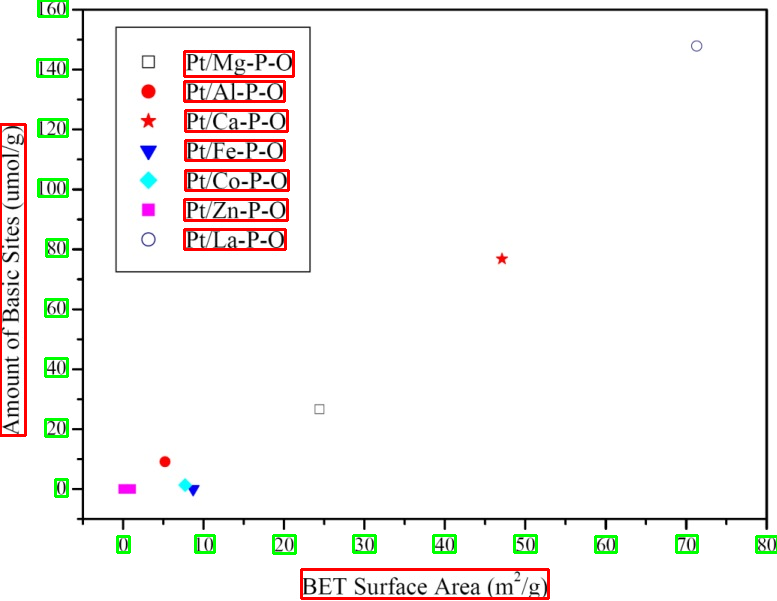 160
140
120
100
80
60
40
20
0
Amount of Basic Sites (umol/g)
Pt/Mg-P-O
Pt/Al-P-O
Pt/Ca-P-O
Pt/Fe-P-O
Pt/Co-P-O
Pt/Zn-P-O
Pt/La-P-O
0 10 20 30 40 50 60 70 80
BET Surface Area (m²/g)